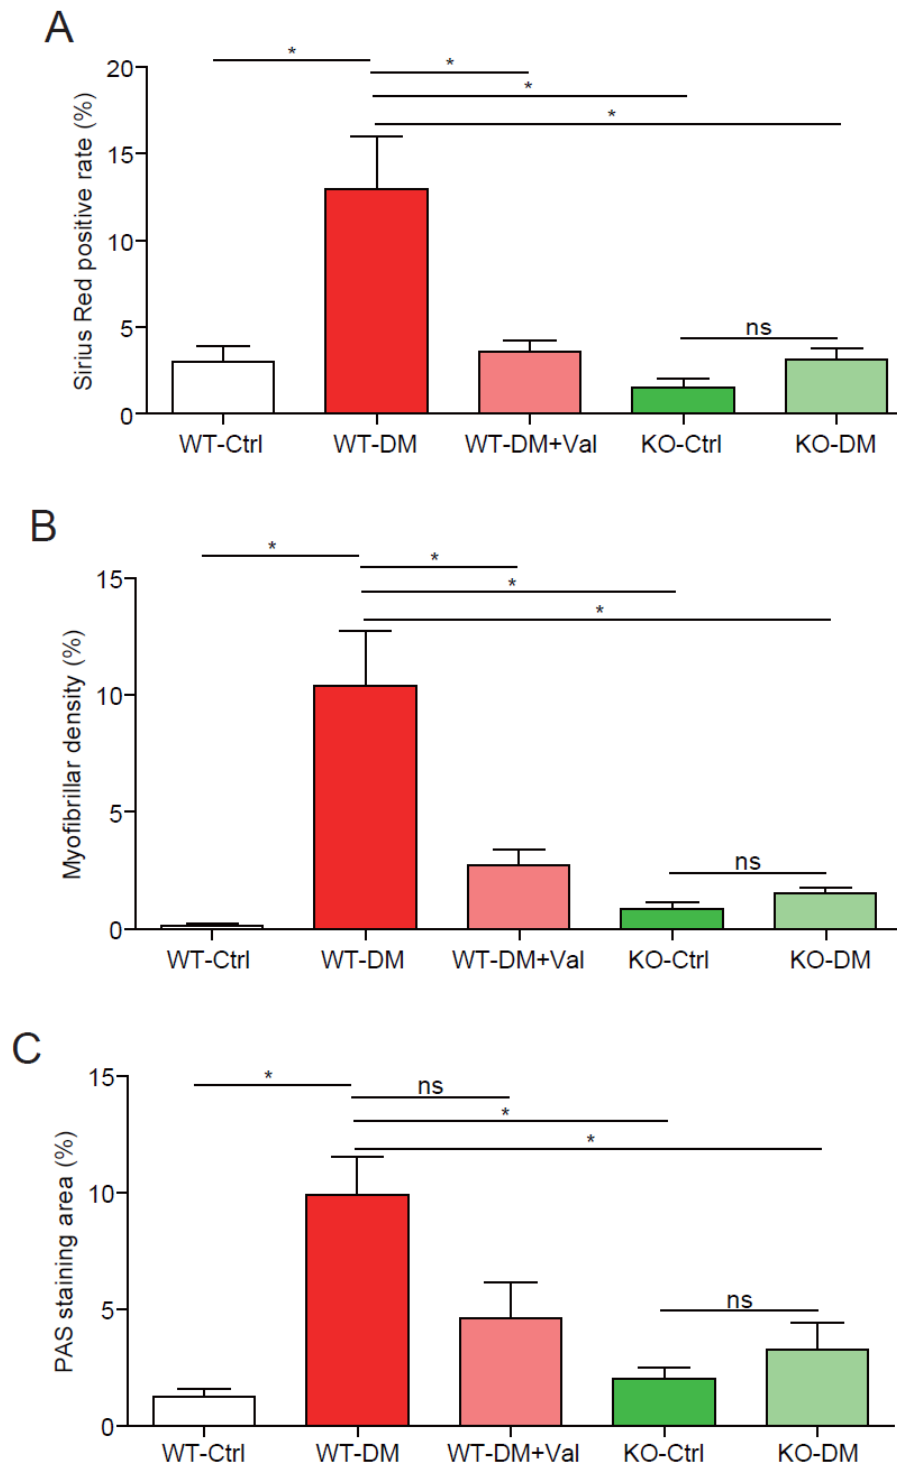 A
*
*
*
*
20
15
10
5
0
Sirius Red positive rate (%)
ns
WT-Ctrl WT-DM WT-DM+Val KO-Ctrl KO-DM
B
*
*
*
*
15
10
5
0
Myofibrillar density (%)
ns
WT-Ctrl WT-DM WT-DM+Val KO-Ctrl KO-DM
C
*
ns
*
*
15
10
5
0
PAS staining area (%)
ns
WT-Ctrl WT-DM WT-DM+Val KO-Ctrl KO-DM